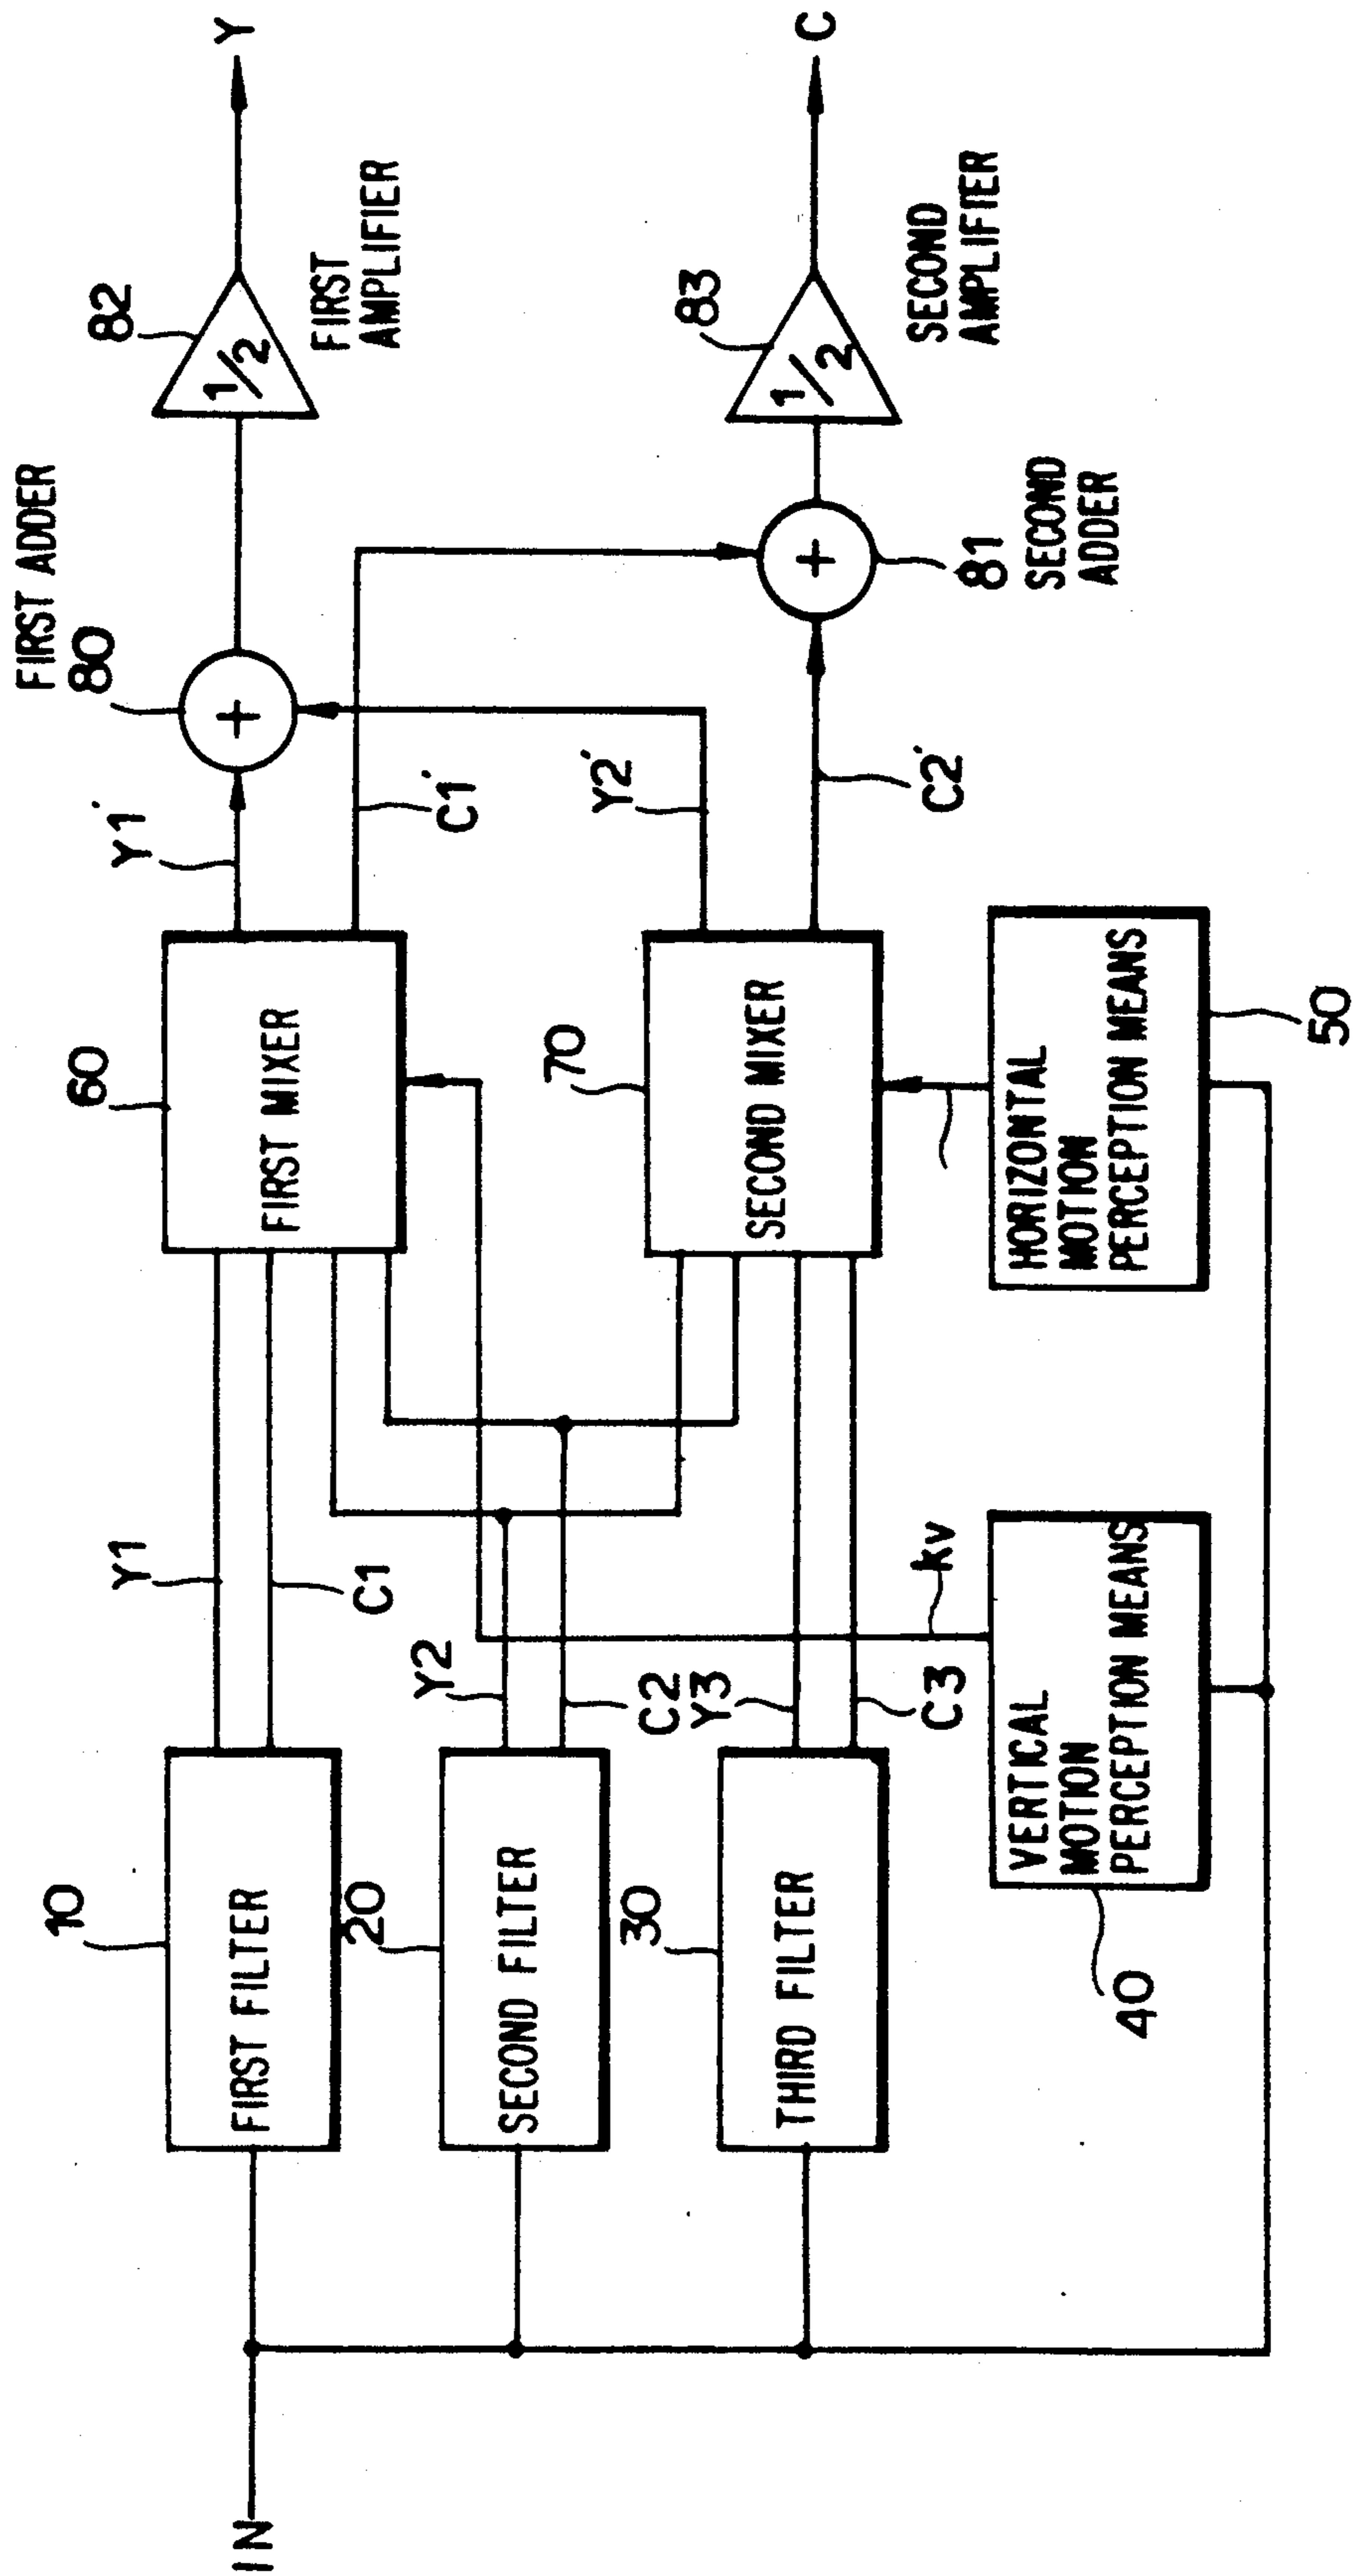 IN
10
FIRST FILTER
20
SECOND FILTER
30
THIRD FILTER
40
VERTICAL
MOTION
PERCEPTION MEANS
Y1
C1
Y2
C2
Y3
C3
kv
60
FIRST MIXER
70
SECOND MIXER
HORIZONTAL
MOTION
PERCEPTION MEANS
50
Y1'
C1'
Y2'
C2'
FIRST ADDER
80
+
+
81
SECOND
ADDER
82
1/2
FIRST
AMPLIFIER
83
1/2
SECOND
AMPLIFIER
Y
C